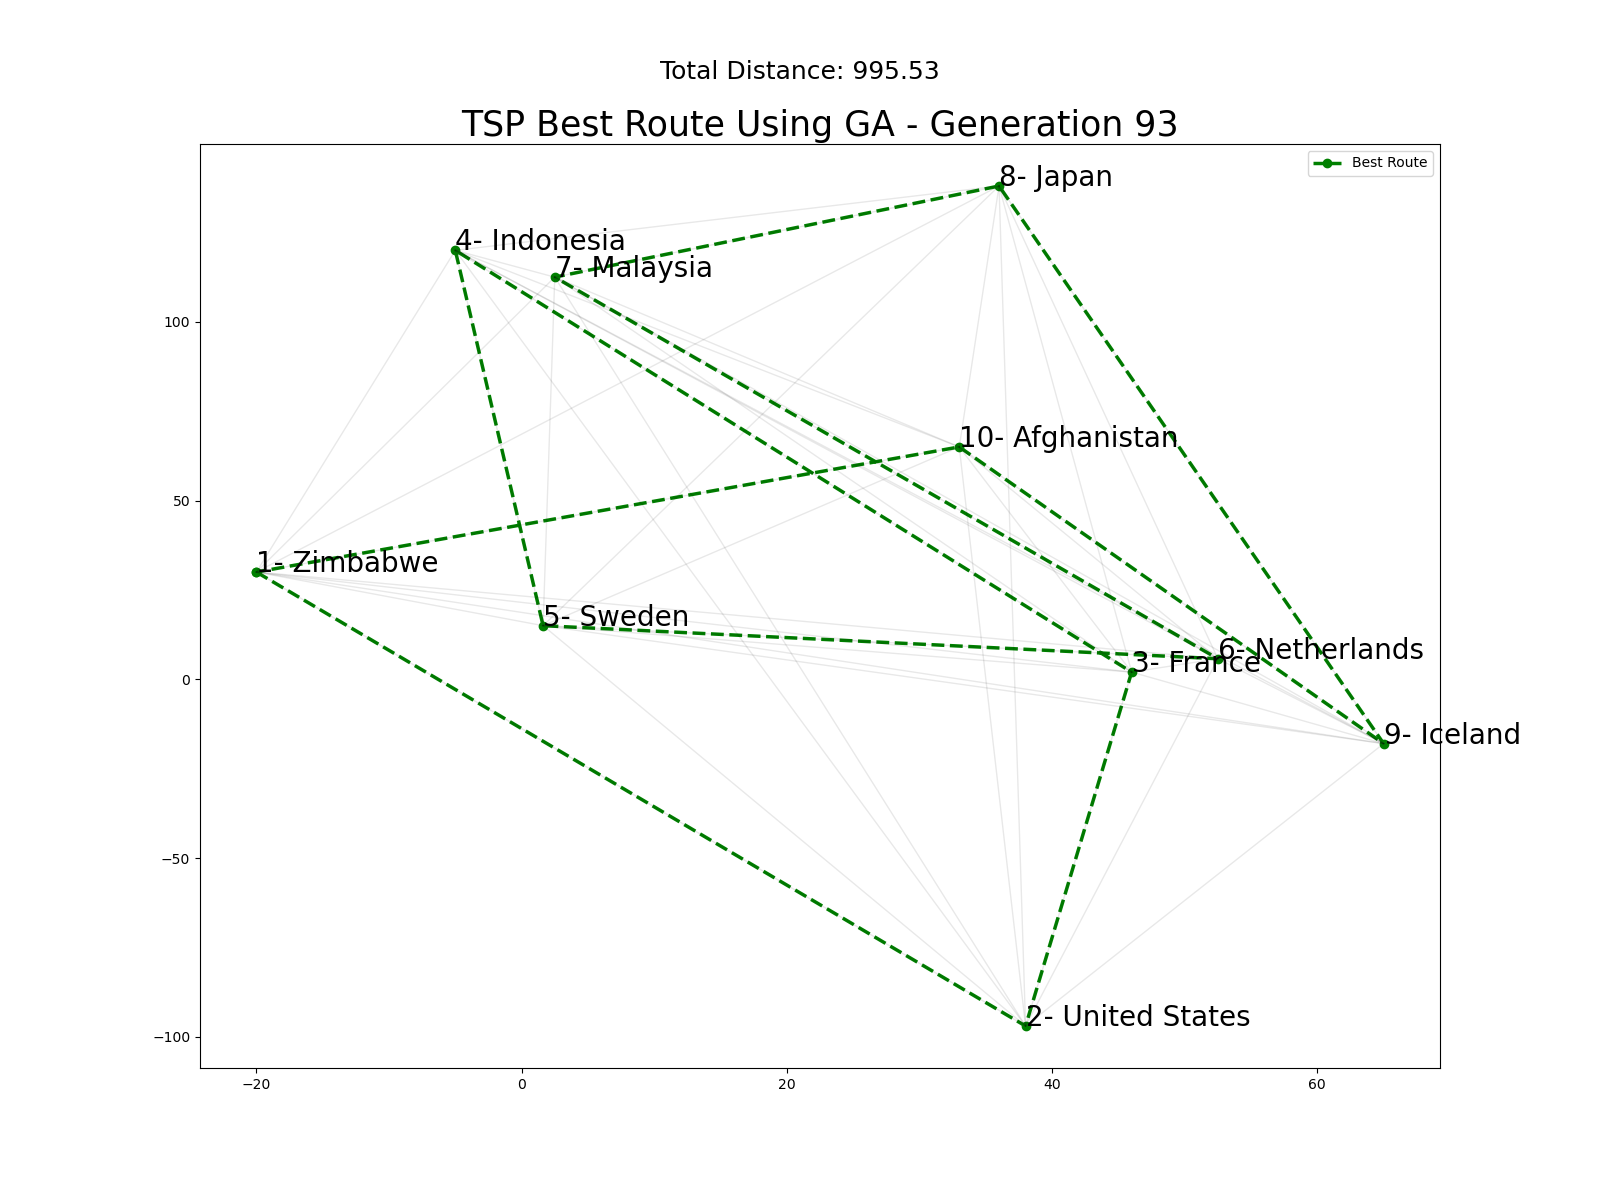 Total Distance: 995.53
TSP Best Route Using GA - Generation 93
Best Route
8- Japan
4- Indonesia
7- Malaysia
10- Afghanistan
1- Zimbabwe
5- Sweden
6- Netherlands
3- France
9- Iceland
2- United States
100
50
0
−50
−100
−20
0
20
40
60